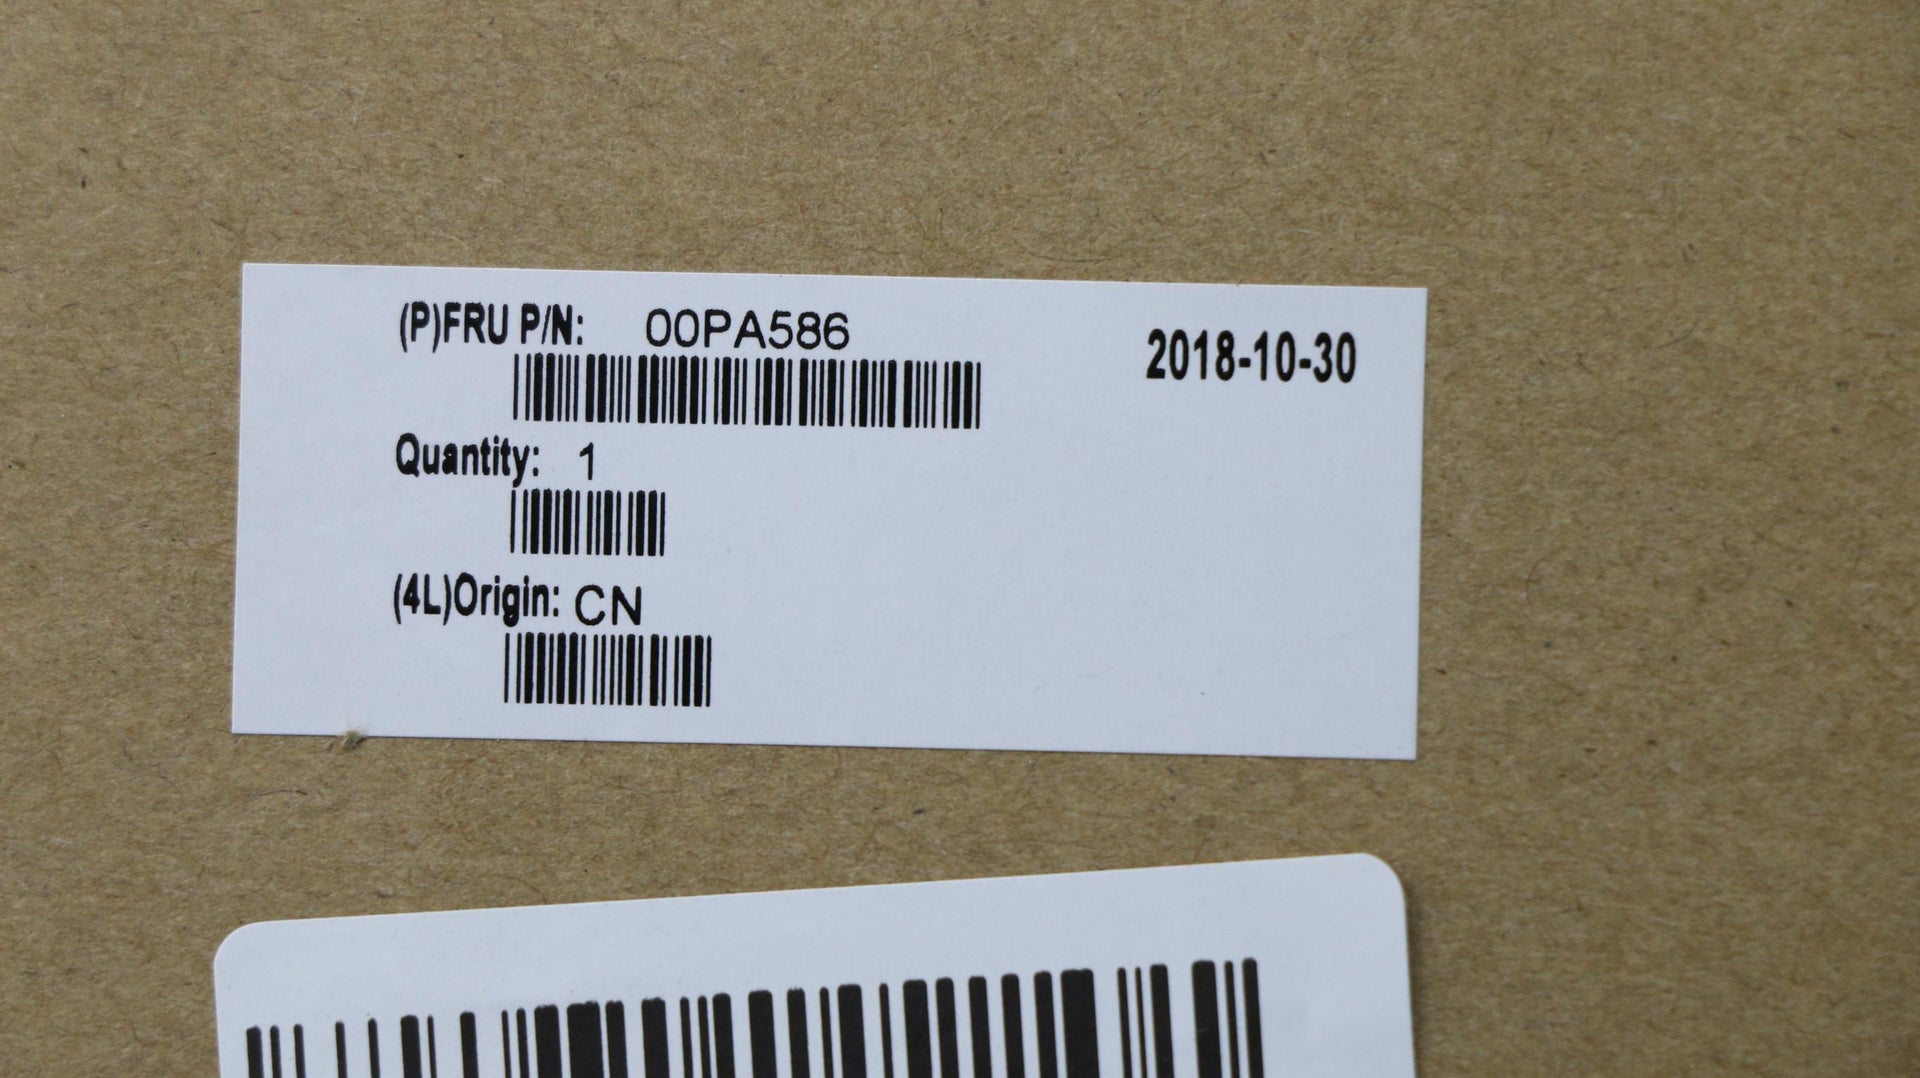 (P)FRU P/N: 00PA586
2018-10-30
Quantity: 1
(4L)Origin: CN